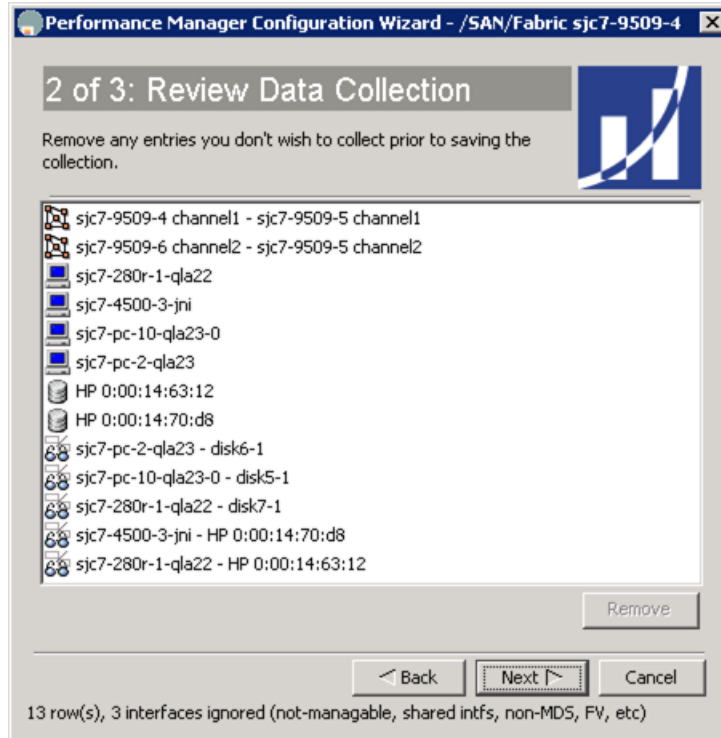 Performance Manager Configuration Wizard - /SAN/Fabric sjc7-9509-4
2 of 3: Review Data Collection
Remove any entries you don't wish to collect prior to saving the
collection.
sjc7-9509-4 channel1 - sjc7-9509-5 channel1
sjc7-9509-6 channel2 - sjc7-9509-5 channel2
sjc7-280r-1-qla22
sjc7-4500-3-jni
sjc7-pc-10-qla23-0
sjc7-pc-2-qla23
HP 0:00:14:63:12
HP 0:00:14:70:d8
sjc7-pc-2-qla23 - disk6-1
sjc7-pc-10-qla23-0 - disk5-1
sjc7-280r-1-qla22 - disk7-1
sjc7-4500-3-jni - HP 0:00:14:70:d8
sjc7-280r-1-qla22 - HP 0:00:14:63:12
Remove
Back Next Cancel
13 row(s), 3 interfaces ignored (not-managable, shared intfs, non-MDS, FV, etc)